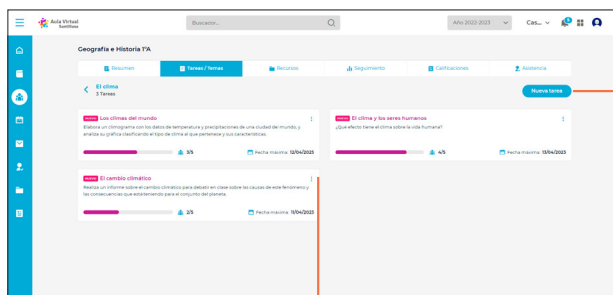 Aula Virtual
Santillana
Buscador...
Año 2022-2023
Cas...
Geografía e Historia 1ºA
Resumen
Tareas / Temas
Recursos
Seguimiento
Calificaciones
Asistencia
El clima
3 Tareas
Nueva tarea
NUEVO Los climas del mundo
Elabora un climograma con los datos de temperatura y precipitaciones de una ciudad del mundo, y
analiza su gráfica clasificando el tipo de clima al que pertenece y sus características.
3/5
Fecha máxima: 12/04/2023
NUEVO El clima y los seres humanos
¿Que efecto tiene el clima sobre la vida humana?
4/5
Fecha máxima: 13/04/2023
NUEVO El cambio climático
Realiza un informe sobre el cambio climático para debatir en clase sobre las causas de este fenómeno y
las consecuencias que está teniendo para el conjunto del planeta.
2/5
Fecha máxima: 11/04/2023